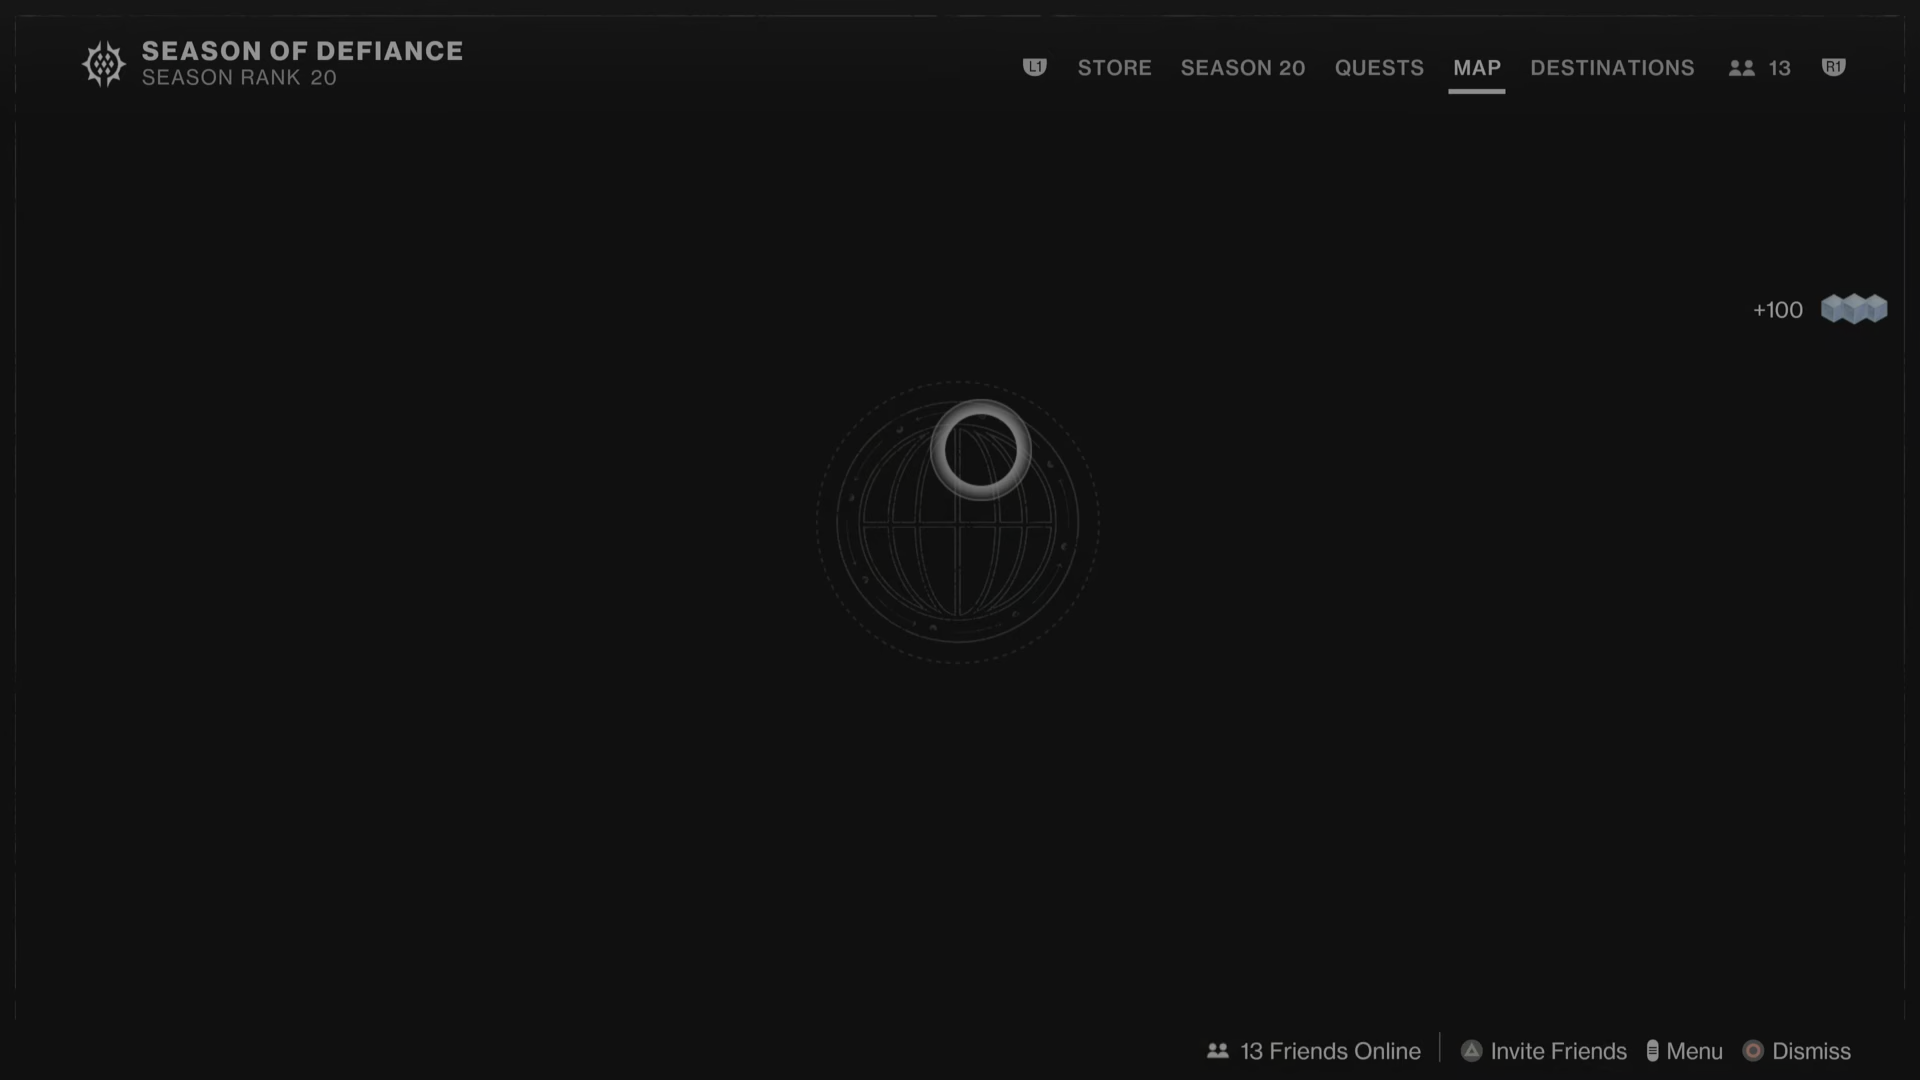 SEASON OF DEFIANCE
SEASON RANK 20
L1 STORE SEASON 20 QUESTS MAP DESTINATIONS 13 R1
+100
13 Friends Online Invite Friends Menu Dismiss